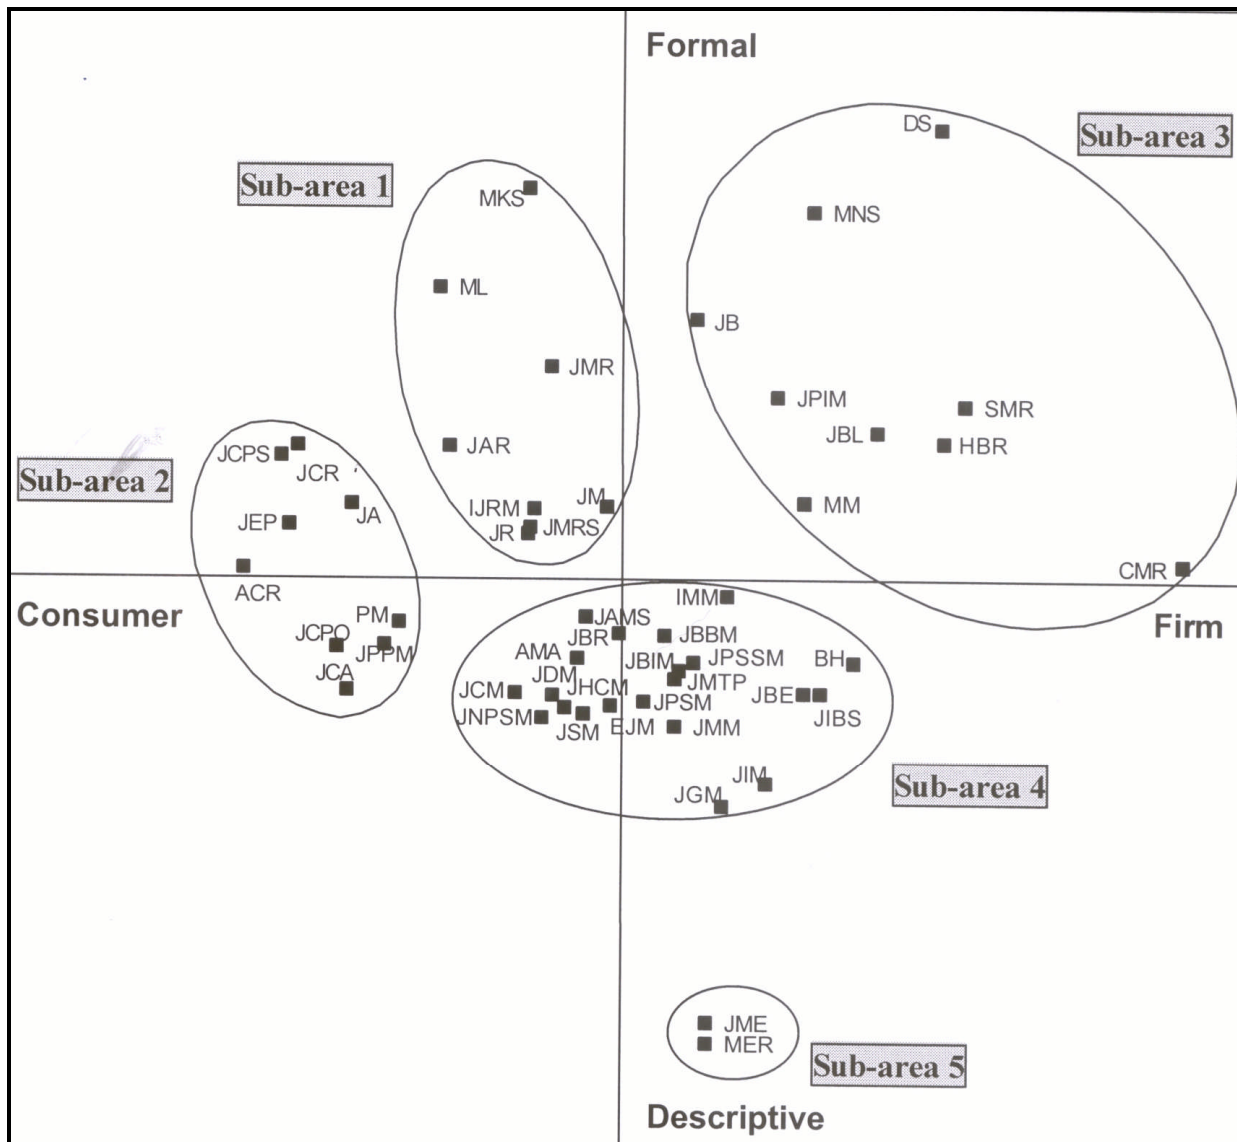 Formal
DS
Sub-area 3
Sub-area 1
MKS
MNS
ML
JB
JMR
JPIM
SMR
JBL
HBR
JAR
JCPS
JCR
Sub-area 2
JA
JEP
IJRM
JM
JMRS
JR
MM
CMR
ACR
Consumer
Firm
PM
JCPO
JPPM
JCA
IMM
JAMS
JBR
JBBM
AMA
JBIM
JPSSM
BH
JDM
JMTP
JCM
JHCM
JPSM
JBE
JIBS
JNPSM
JSM
EJM
JMM
JIM
JGM
Sub-area 4
JME
MER
Sub-area 5
Descriptive